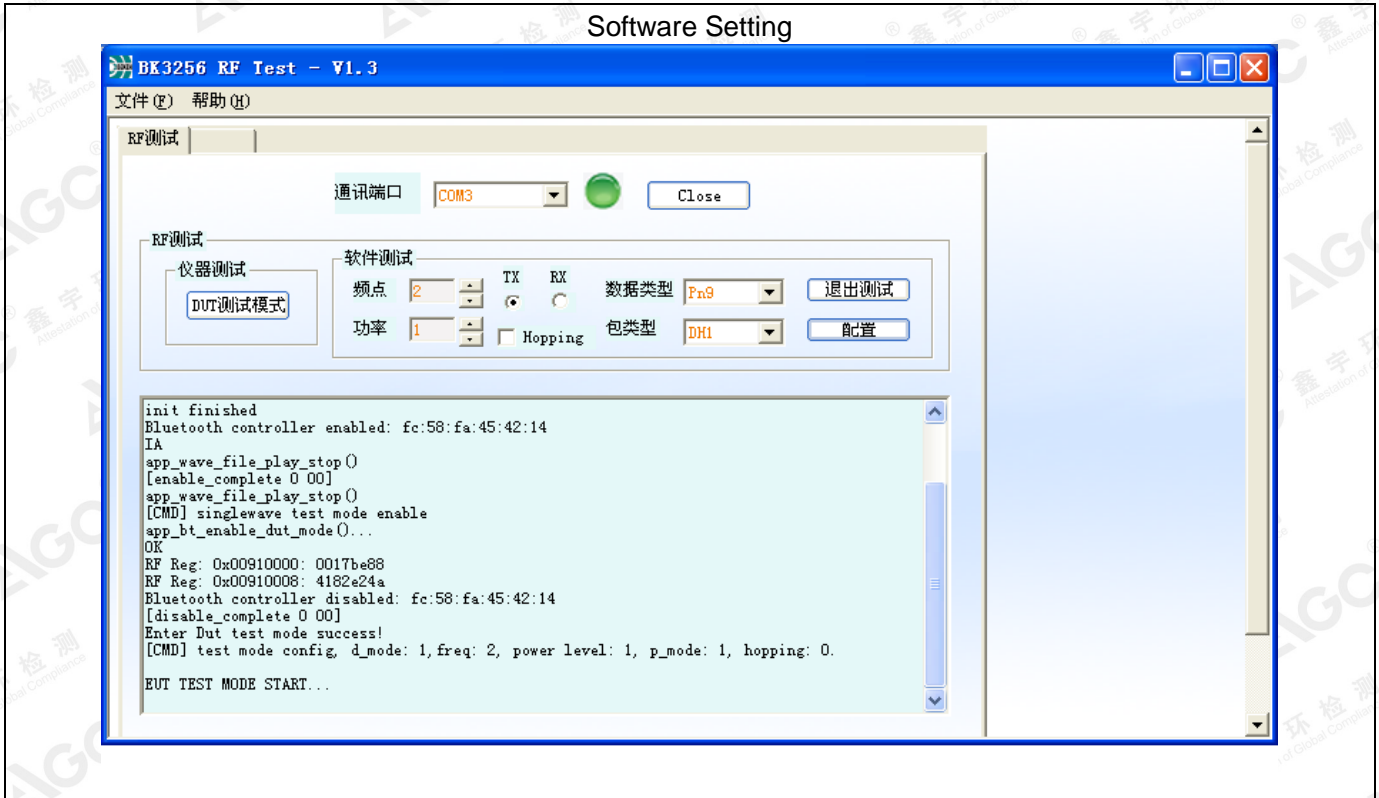 Software Setting
BK3256 RF Test - V1.3
文件(F) 帮助(H)
RF测试
通讯端口 COM3 Close
RF测试
仪器测试
DUT测试模式
软件测试
频点 2 TX RX 数据类型 Pn9 退出测试
功率 1 Hopping 包类型 DH1 配置
init finished
Bluetooth controller enabled: fc:58:fa:45:42:14
IA
app_wave_file_play_stop()
[enable_complete 0 00]
app_wave_file_play_stop()
[CMD] singlewave test mode enable
app_bt_enable_dut_mode()...
OK
RF Reg: 0x00910000: 0017be88
RF Reg: 0x00910008: 4182e24a
Bluetooth controller disabled: fc:58:fa:45:42:14
[disable_complete 0 00]
Enter Dut test mode success!
[CMD] test mode config, d_mode: 1,freq: 2, power level: 1, p_mode: 1, hopping: 0.
EUT TEST MODE START...